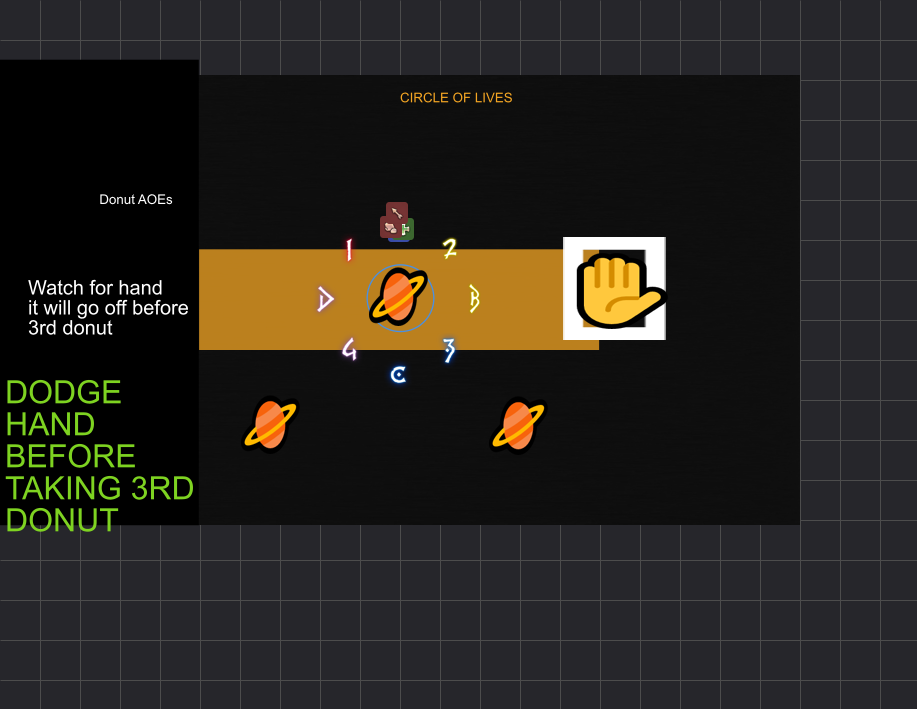 CIRCLE OF LIVES
Donut AOEs
1
2
D
B
4
3
C
Watch for hand
it will go off before
3rd donut
DODGE
HAND
BEFORE
TAKING 3RD
DONUT